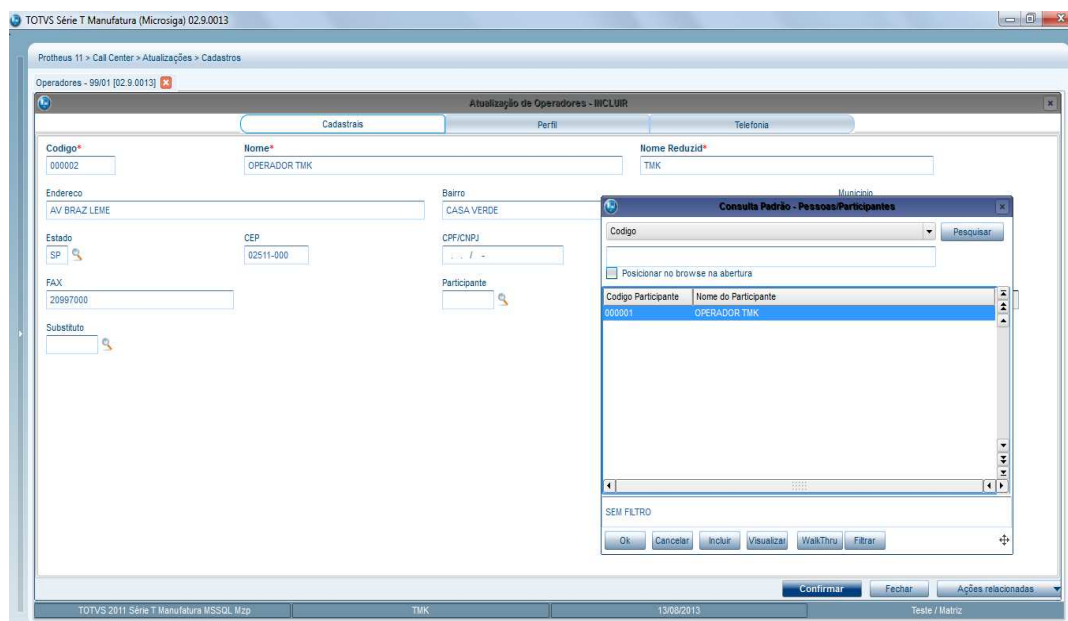 TOTVS Série T Manufatura (Microsiga) 02.9.0013
Protheus 11 > Call Center > Atualizações > Cadastros
Operadores - 99/01 [02.9.0013]
Atualização de Operadores - INCLUIR
Cadastrais Perfil Telefonia
Codigo* Nome* Nome Reduzid*
000002 OPERADOR TMK TMK
Endereco Bairro Municipio
AV BRAZ LEME CASA VERDE
Estado CEP CPF/CNPJ
SP 02511-000 . . / -
FAX Participante
20997000
Substituto
Consulta Padrão - Pessoas/Participantes
Codigo Pesquisar
Posicionar no browse na abertura
Codigo Participante Nome do Participante
000001 OPERADOR TMK
SEM FILTRO
Ok Cancelar Incluir Visualizar WalkThru Filtrar
Confirmar Fechar Ações relacionadas
TOTVS 2011 Série T Manufatura MSSQL Mzp TMK 13/08/2013 Teste / Matriz